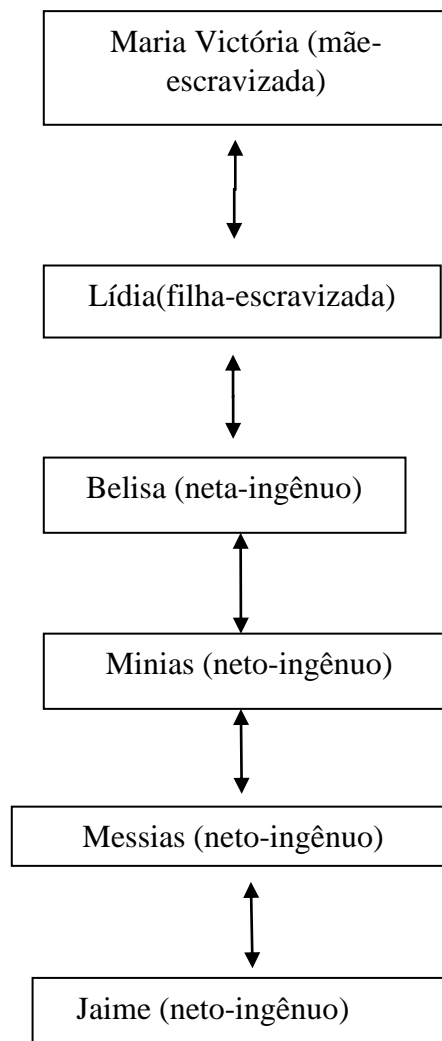 Maria Victória (mãe-
escravizada)
Lídia(filha-escravizada)
Belisa (neta-ingênuo)
Minias (neto-ingênuo)
Messias (neto-ingênuo)
Jaime (neto-ingênuo)